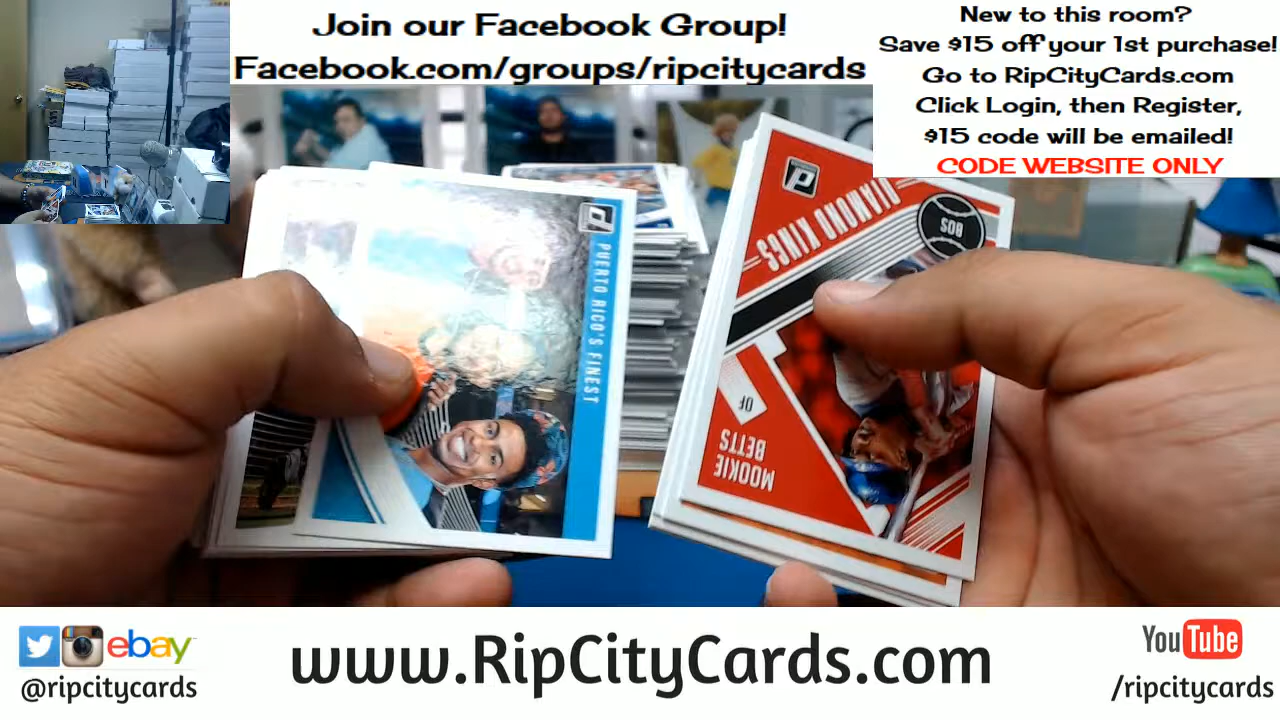 Join our Facebook Group!
Facebook.com/groups/ripcitycards
New to this room?
Save $15 off your 1st purchase!
Go to RipCityCards.com
Click Login, then Register,
$15 code will be emailed!
CODE WEBSITE ONLY
PUERTO RICO'S FINEST
DIAMOND KINGS
BOS
OF
MOOKIE
BETTS
ebay
@ripcitycards
www.RipCityCards.com
YouTube
/ripcitycards